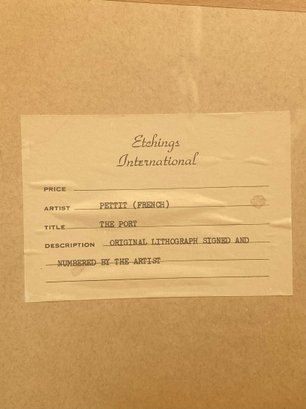 Etchings
International
PRICE
ARTIST PETTIT (FRENCH)
TITLE THE PORT
DESCRIPTION ORIGINAL LITHOGRAPH SIGNED AND
NUMBERED BY THE ARTIST